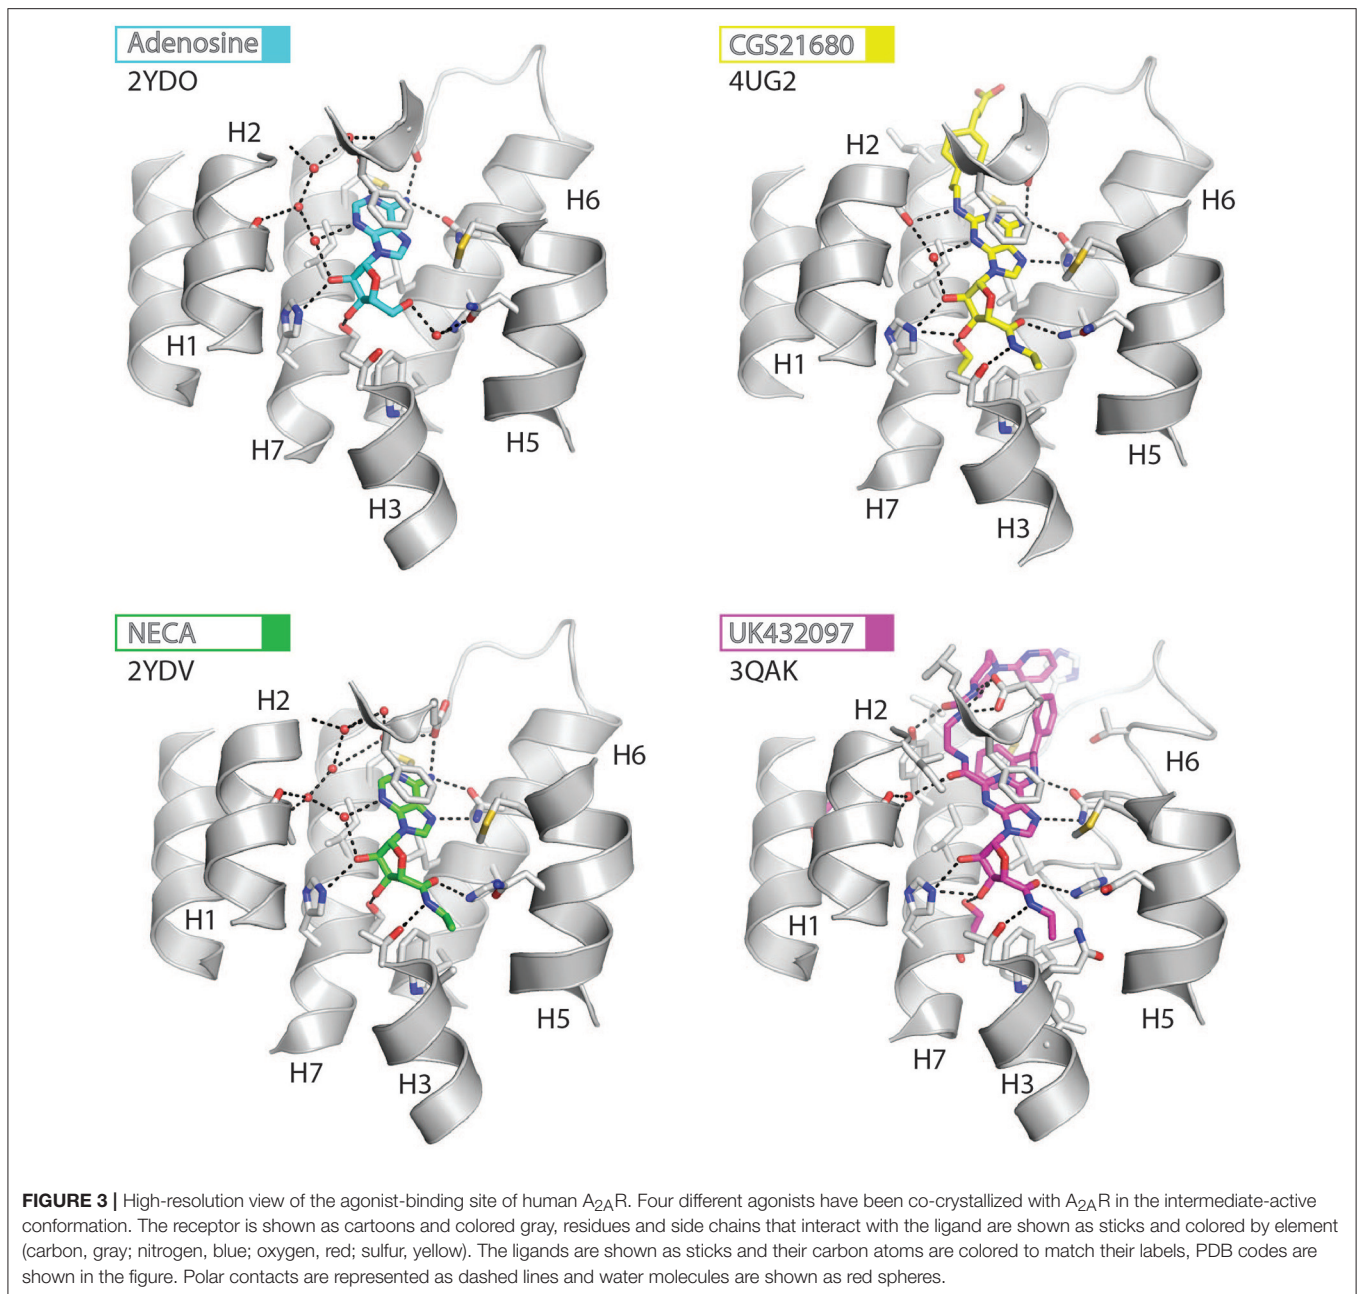 Adenosine
2YDO
H2
H6
H1
H7
H5
H3
CGS21680
4UG2
H2
H6
H1
H5
H7
H3
NECA
2YDV
H2
H6
H1
H5
H7
H3
UK432097
3QAK
H2
H6
H1
H5
H7
H3
FIGURE 3 | High-resolution view of the agonist-binding site of human A2AR. Four different agonists have been co-crystallized with A2AR in the intermediate-active
conformation. The receptor is shown as cartoons and colored gray, residues and side chains that interact with the ligand are shown as sticks and colored by element
(carbon, gray; nitrogen, blue; oxygen, red; sulfur, yellow). The ligands are shown as sticks and their carbon atoms are colored to match their labels, PDB codes are
shown in the figure. Polar contacts are represented as dashed lines and water molecules are shown as red spheres.